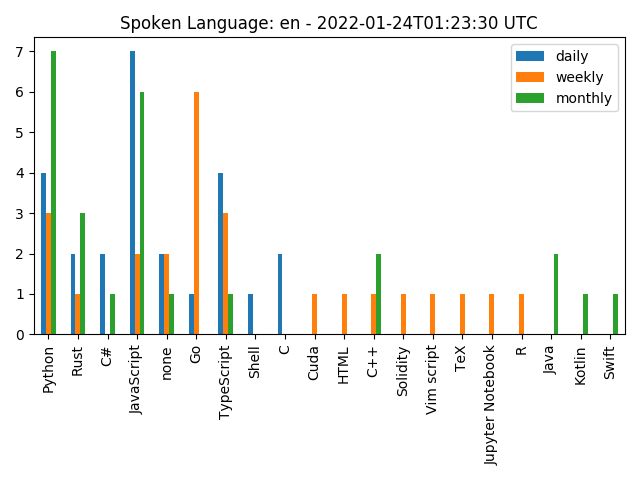 Spoken Language: en - 2022-01-24T01:23:30 UTC
daily
weekly
monthly
7
6
5
4
3
2
1
0
Python
Rust
C#
JavaScript
none
Go
TypeScript
Shell
C
Cuda
HTML
C++
Solidity
Vim script
TeX
Jupyter Notebook
R
Java
Kotlin
Swift